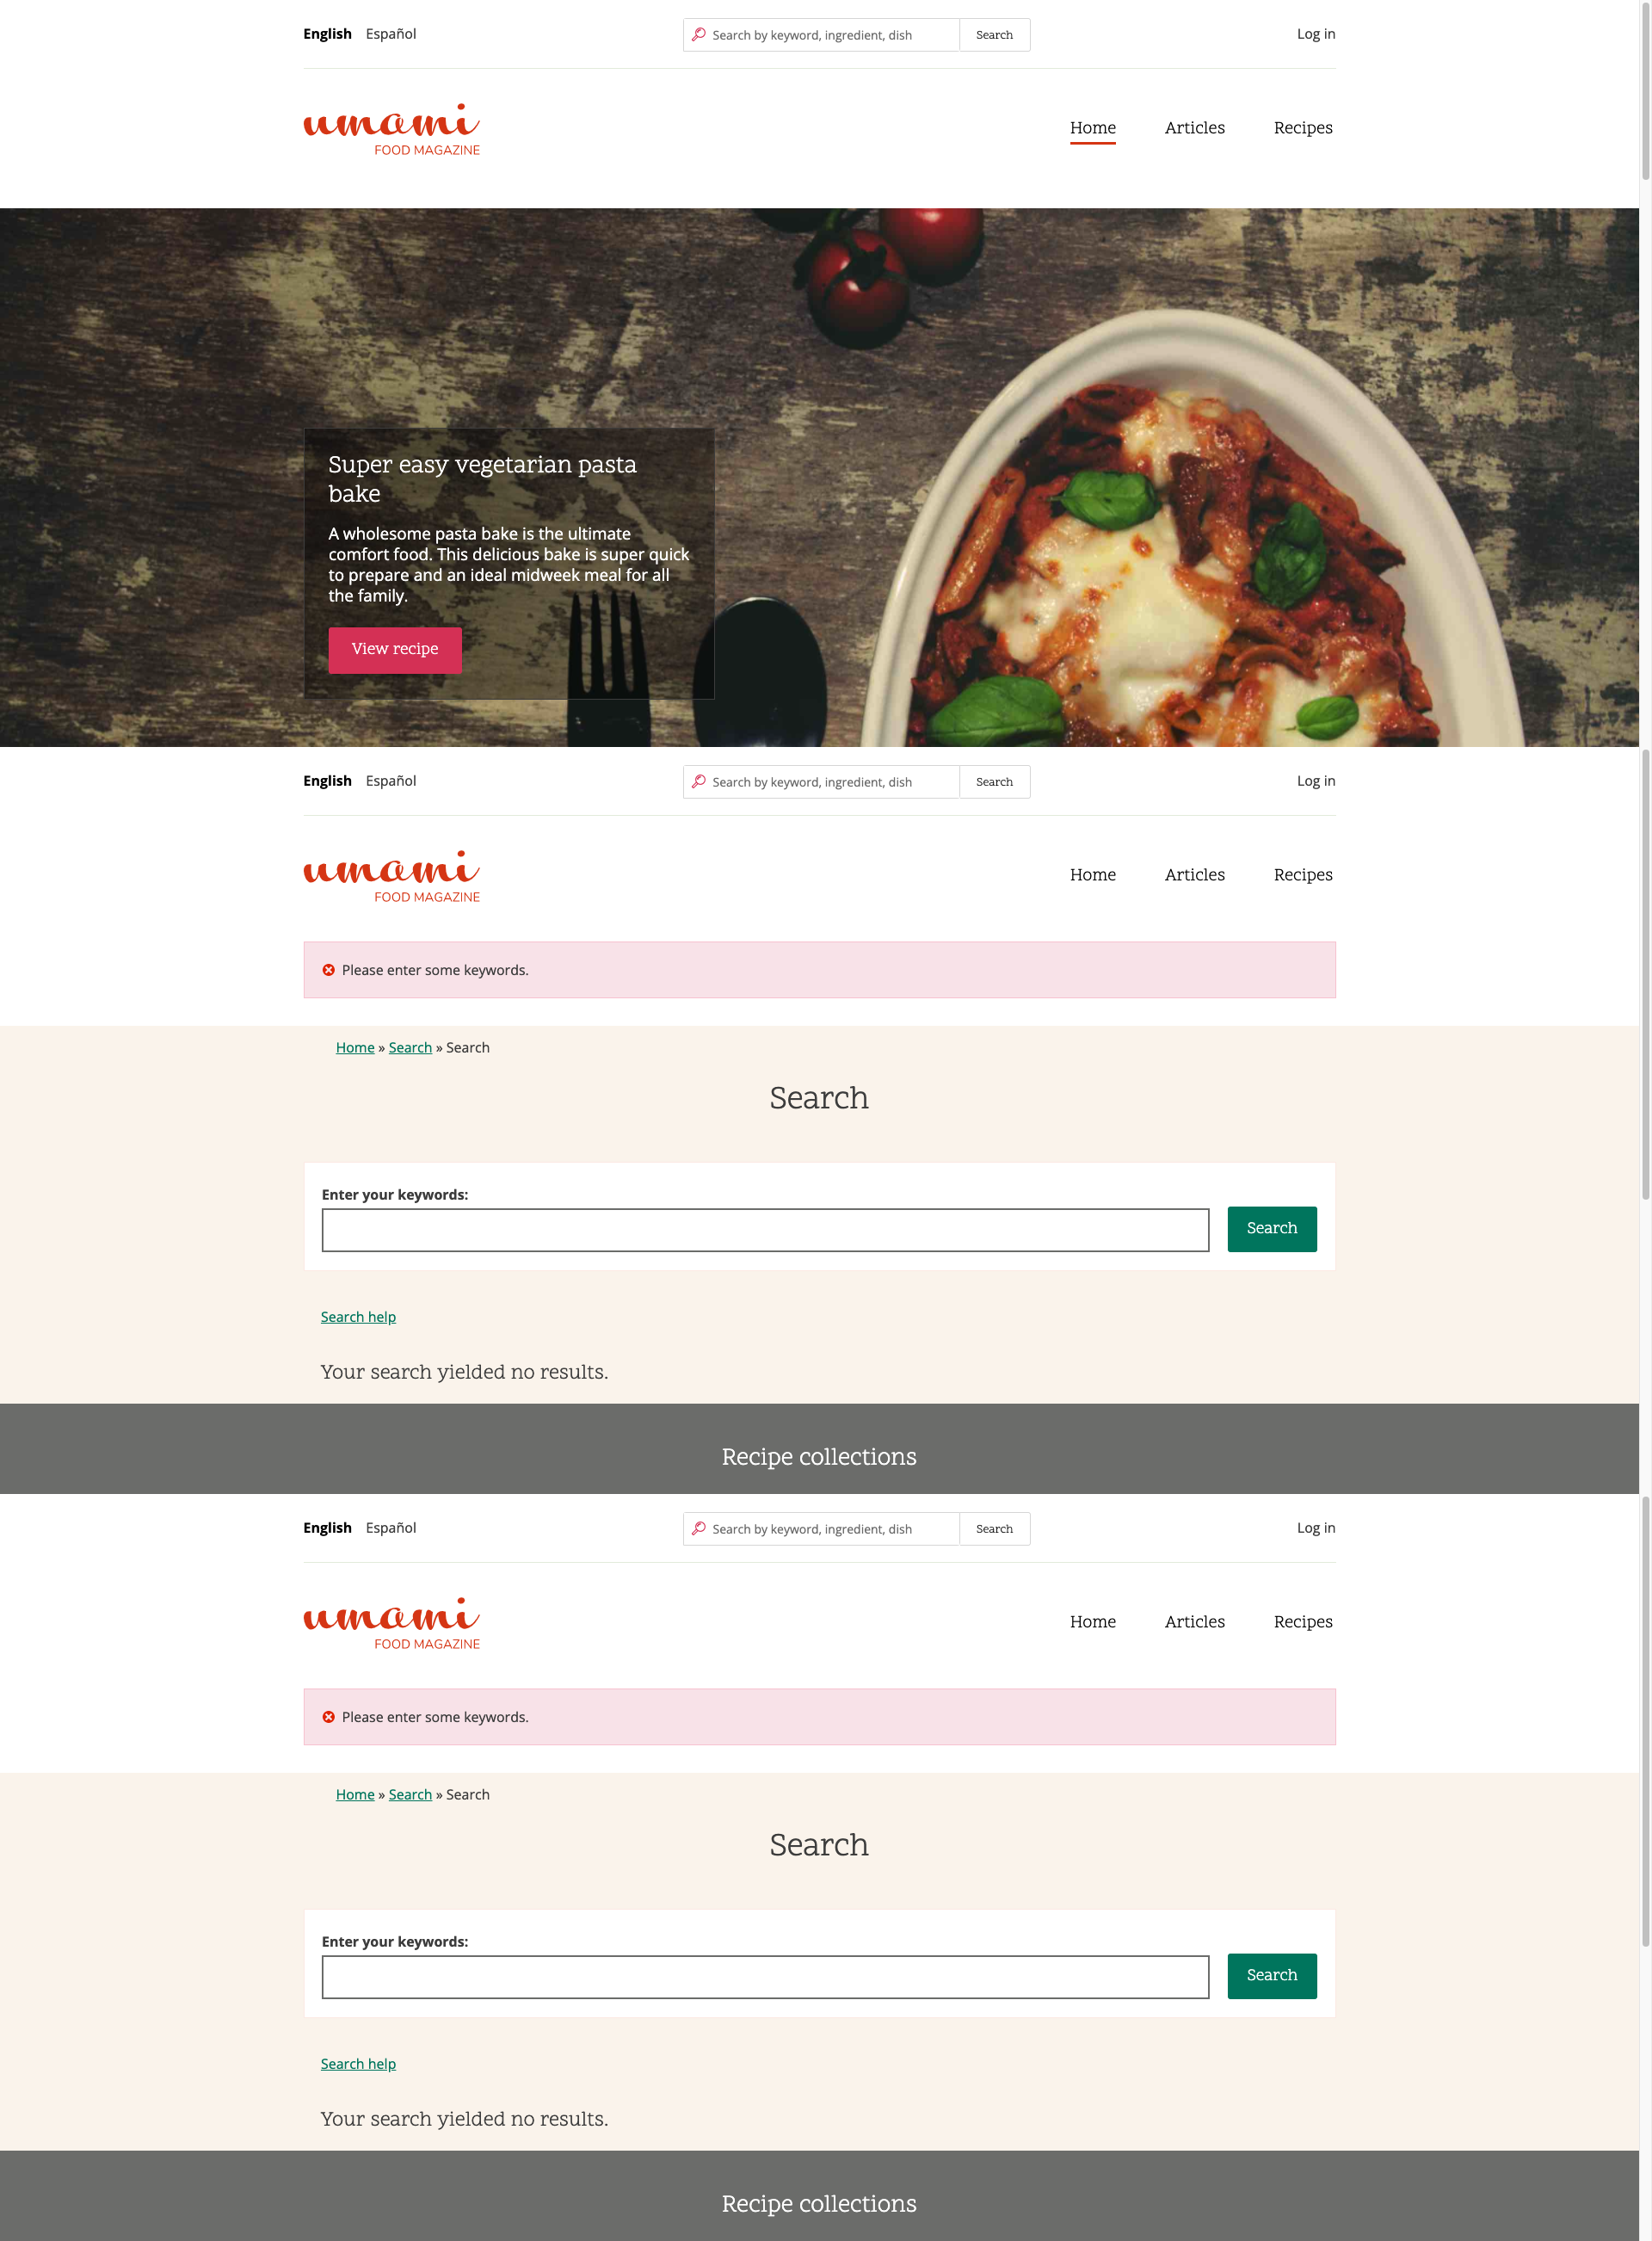 English Español Search by keyword, ingredient, dish Search Log in
umami
FOOD MAGAZINE
Home Articles Recipes
Super easy vegetarian pasta
bake
A wholesome pasta bake is the ultimate
comfort food. This delicious bake is super quick
to prepare and an ideal midweek meal for all
the family.
View recipe
English Español Search by keyword, ingredient, dish Search Log in
umami
FOOD MAGAZINE
Home Articles Recipes
Please enter some keywords.
Home » Search » Search
Search
Enter your keywords:
Search
Search help
Your search yielded no results.
Recipe collections
English Español Search by keyword, ingredient, dish Search Log in
umami
FOOD MAGAZINE
Home Articles Recipes
Please enter some keywords.
Home » Search » Search
Search
Enter your keywords:
Search
Search help
Your search yielded no results.
Recipe collections